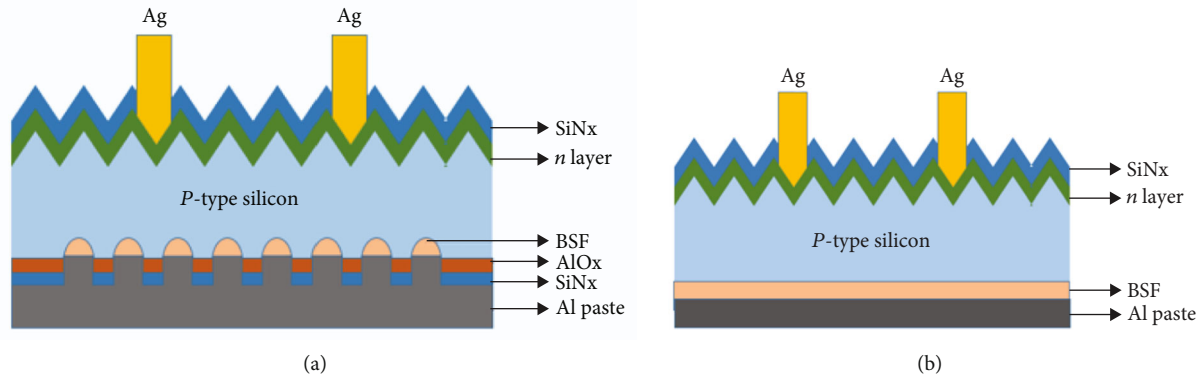 Ag
Ag
SiNx
n layer
P-type silicon
BSF
AlOx
SiNx
Al paste
(a)
Ag
Ag
SiNx
n layer
P-type silicon
BSF
Al paste
(b)